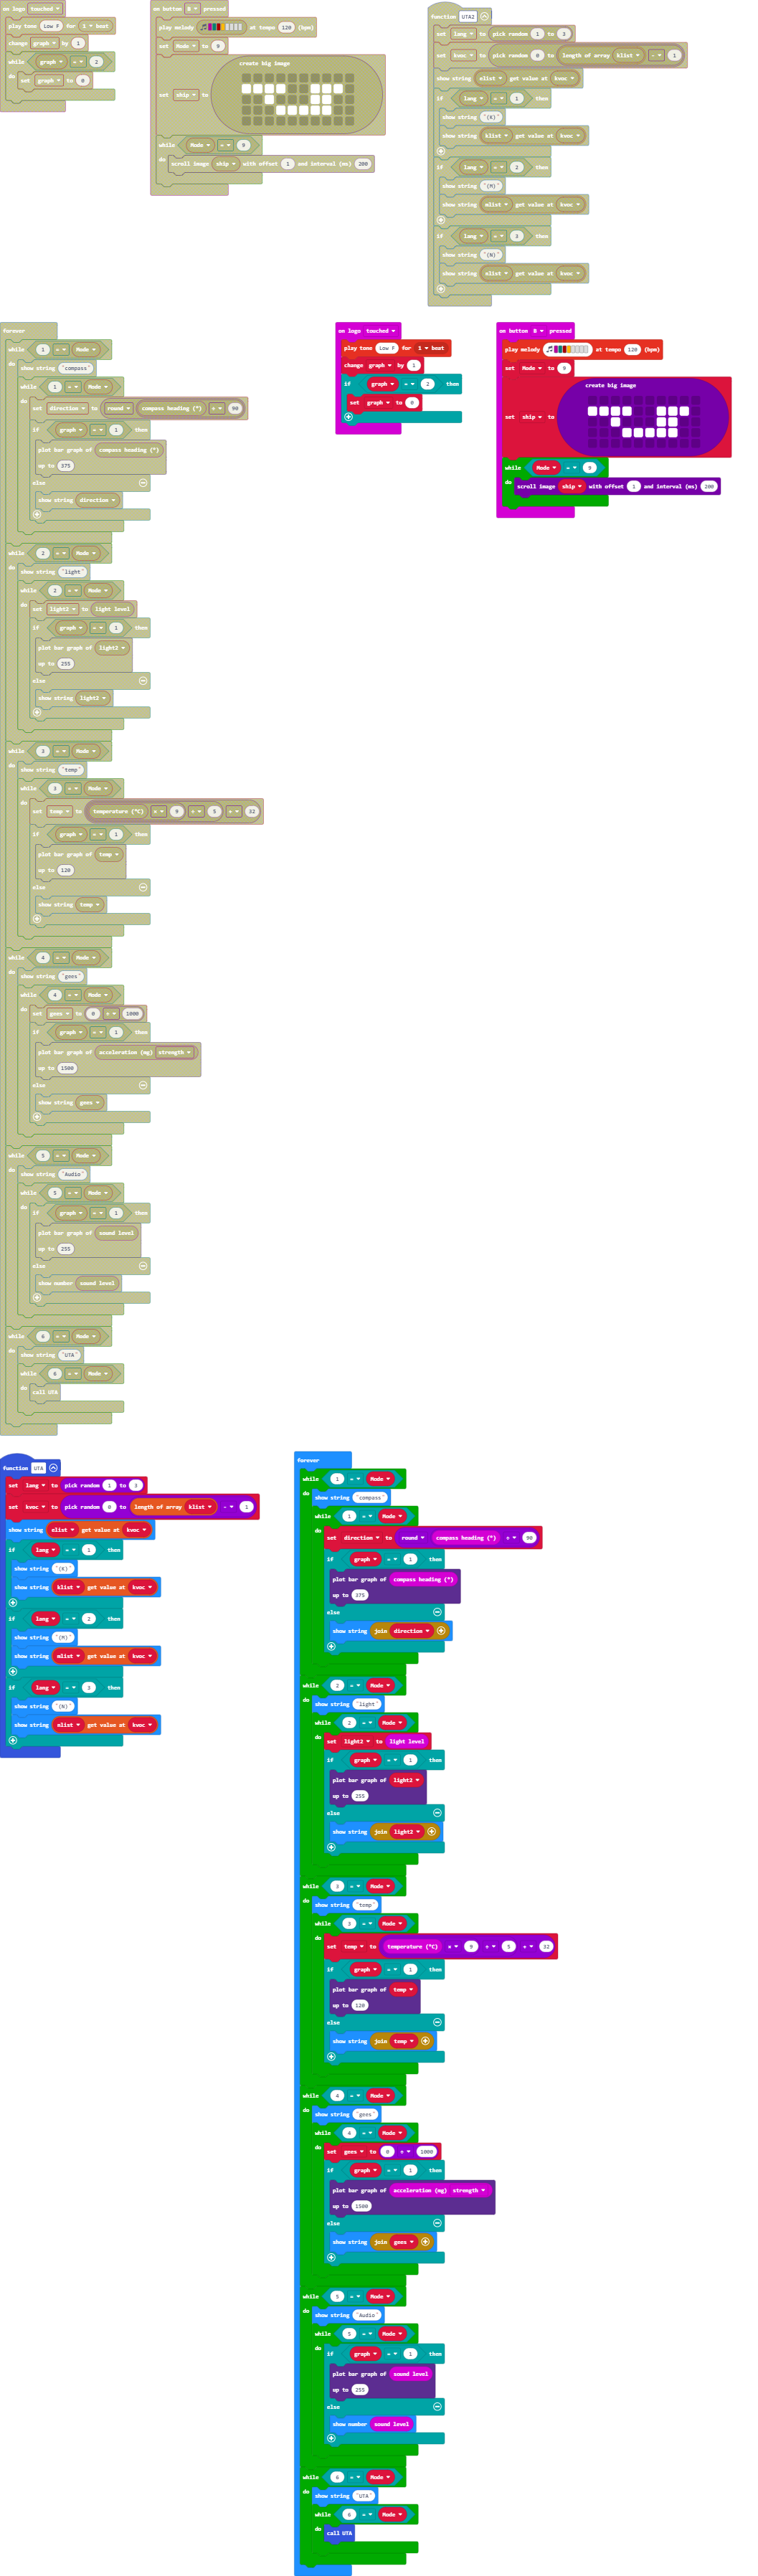 on logo touched
play tone Low F for 1 beat
change graph by 1
while graph = 2
do set graph to 0
on button B pressed
play melody at tempo 120 (bpm)
set Mode to 9
create big image
set ship to
while Mode = 9
do scroll image ship with offset 1 and interval (ms) 200
function UTA2
set lang to pick random 1 to 3
set kvoc to pick random 0 to length of array klist - 1
show string elist get value at kvoc
if lang = 1 then
show string "(K)"
show string klist get value at kvoc
if lang = 2 then
show string "(M)"
show string mlist get value at kvoc
if lang = 3 then
show string "(N)"
show string nlist get value at kvoc
forever
while 1 = Mode
do show string "compass"
while 1 = Mode
do set direction to round compass heading (°) ÷ 90
if graph = 1 then
plot bar graph of compass heading (°)
up to 375
else
show string direction
while 2 = Mode
do show string "light"
while 2 = Mode
do set light2 to light level
if graph = 1 then
plot bar graph of light2
up to 255
else
show string light2
while 3 = Mode
do show string "temp"
while 3 = Mode
do set temp to temperature (°C) × 9 ÷ 5 + 32
if graph = 1 then
plot bar graph of temp
up to 120
else
show string temp
while 4 = Mode
do show string "gees"
while 4 = Mode
do set gees to 0 ÷ 1000
if graph = 1 then
plot bar graph of acceleration (mg) strength
up to 1500
else
show string gees
while 5 = Mode
do show string "Audio"
while 5 = Mode
do if graph = 1 then
plot bar graph of sound level
up to 255
else
show number sound level
while 6 = Mode
do show string "UTA"
while 6 = Mode
do call UTA
on logo touched
play tone Low F for 1 beat
change graph by 1
if graph = 2 then
set graph to 0
on button B pressed
play melody at tempo 120 (bpm)
set Mode to 9
create big image
set ship to
while Mode = 9
do scroll image ship with offset 1 and interval (ms) 200
function UTA
set lang to pick random 1 to 3
set kvoc to pick random 0 to length of array klist - 1
show string elist get value at kvoc
if lang = 1 then
show string "(K)"
show string klist get value at kvoc
if lang = 2 then
show string "(M)"
show string mlist get value at kvoc
if lang = 3 then
show string "(N)"
show string nlist get value at kvoc
forever
while 1 = Mode
do show string "compass"
while 1 = Mode
do set direction to round compass heading (°) ÷ 90
if graph = 1 then
plot bar graph of compass heading (°)
up to 375
else
show string join direction
while 2 = Mode
do show string "light"
while 2 = Mode
do set light2 to light level
if graph = 1 then
plot bar graph of light2
up to 255
else
show string join light2
while 3 = Mode
do show string "temp"
while 3 = Mode
do set temp to temperature (°C) × 9 ÷ 5 + 32
if graph = 1 then
plot bar graph of temp
up to 120
else
show string join temp
while 4 = Mode
do show string "gees"
while 4 = Mode
do set gees to 0 ÷ 1000
if graph = 1 then
plot bar graph of acceleration (mg) strength
up to 1500
else
show string join gees
while 5 = Mode
do show string "Audio"
while 5 = Mode
do if graph = 1 then
plot bar graph of sound level
up to 255
else
show number sound level
while 6 = Mode
do show string "UTA"
while 6 = Mode
do call UTA